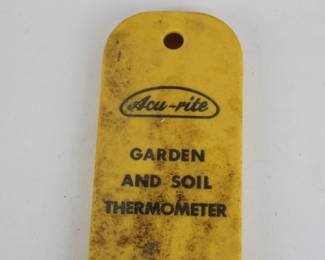 Acu-rite
GARDEN
AND SOIL
THERMOMETER